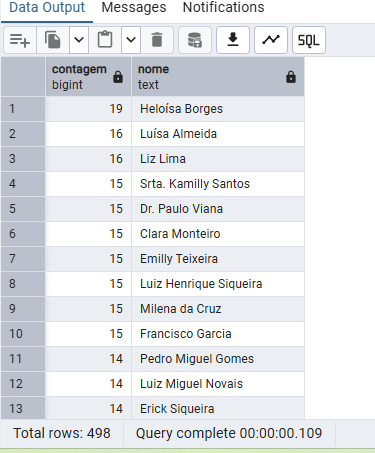 Data Output Messages Notifications
SQL
contagem nome
bigint text
1 19 Heloísa Borges
2 16 Luísa Almeida
3 16 Liz Lima
4 15 Srta. Kamilly Santos
5 15 Dr. Paulo Viana
6 15 Clara Monteiro
7 15 Emilly Teixeira
8 15 Luiz Henrique Siqueira
9 15 Milena da Cruz
10 15 Francisco Garcia
11 14 Pedro Miguel Gomes
12 14 Luiz Miguel Novais
13 14 Erick Siqueira
Total rows: 498 Query complete 00:00:00.109